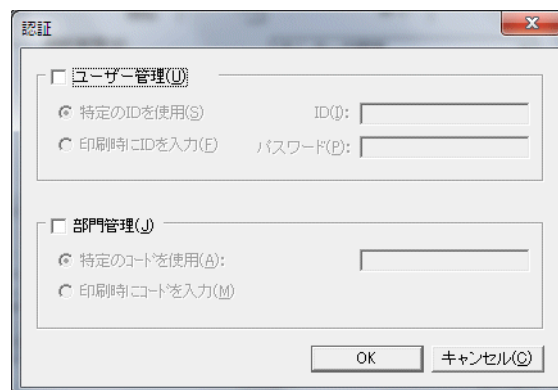 認証
ユーザー管理(U)
特定のIDを使用(S) ID(I):
印刷時にIDを入力(F) パスワード(P):
部門管理(J)
特定のコードを使用(A):
印刷時にコードを入力(M)
OK キャンセル(C)